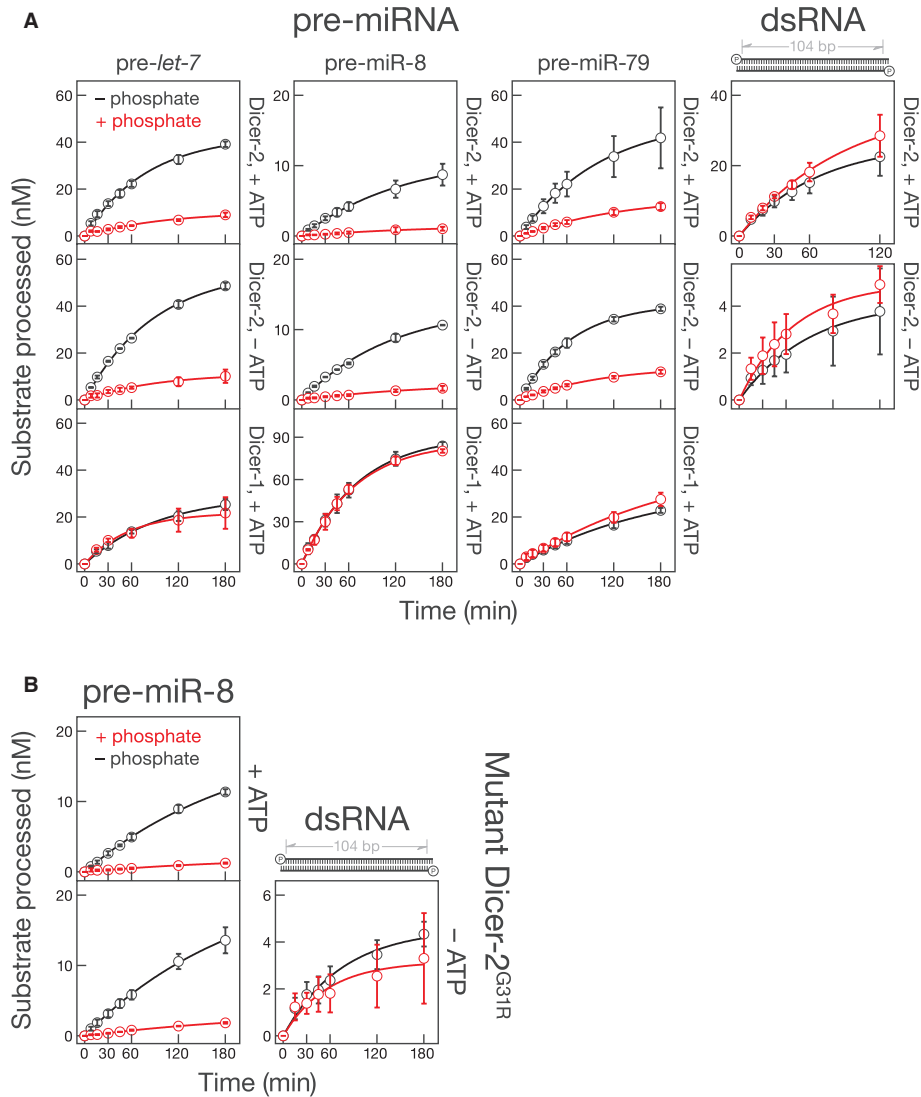 A
pre-miRNA
dsRNA
104 bp
P
P
pre-let-7
pre-miR-8
pre-miR-79
− phosphate
+ phosphate
60
40
20
0
Dicer-2, + ATP
20
10
0
Dicer-2, + ATP
60
40
20
0
Dicer-2, + ATP
40
20
0
0
30
60
120
Dicer-2, + ATP
Substrate processed (nM)
60
40
20
0
Dicer-2, − ATP
20
10
0
Dicer-2, − ATP
60
40
20
0
Dicer-2, − ATP
4
2
0
Dicer-2, − ATP
60
40
20
0
0 30 60 120 180
Dicer-1, + ATP
90
60
30
0
0 30 60 120 180
Dicer-1, + ATP
60
40
20
0
0 30 60 120 180
Dicer-1, + ATP
Time (min)
B
pre-miR-8
+ phosphate
− phosphate
Substrate processed (nM)
20
10
0
+ ATP
dsRNA
104 bp
P
P
20
10
0
0 30 60 120 180
6
4
2
0
0 30 60 120 180
− ATP
Mutant Dicer-2G31R
Time (min)